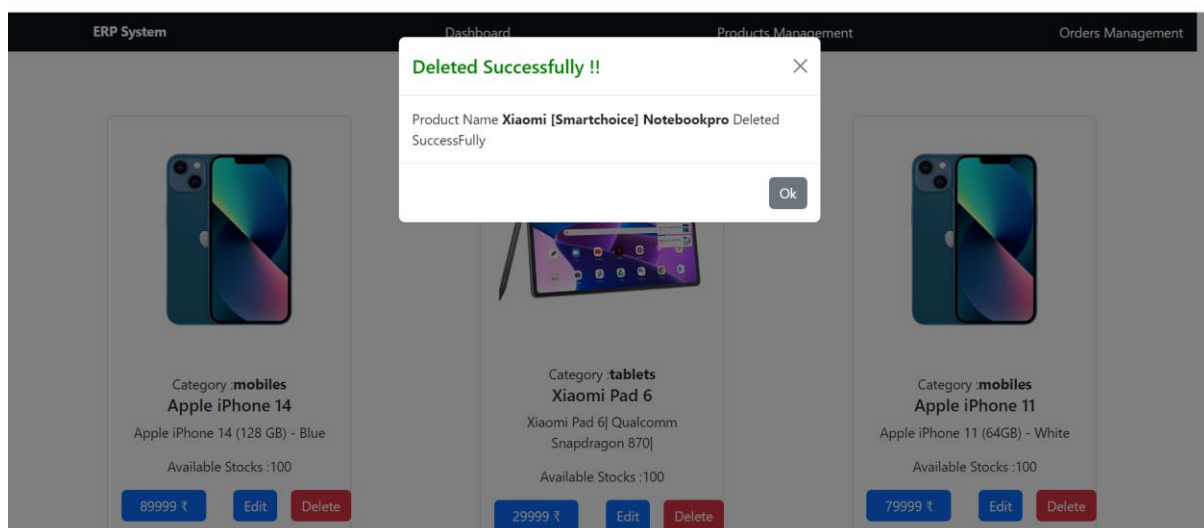 ERP System Dashboard Products Management Orders Management
Deleted Successfully !!
Product Name Xiaomi [Smartchoice] Notebookpro Deleted
SuccessFully
Ok
Category :mobiles
Apple iPhone 14
Apple iPhone 14 (128 GB) - Blue
Available Stocks :100
89999 ₹ Edit Delete
Category :tablets
Xiaomi Pad 6
Xiaomi Pad 6| Qualcomm
Snapdragon 870|
Available Stocks :100
29999 ₹ Edit Delete
Category :mobiles
Apple iPhone 11
Apple iPhone 11 (64GB) - White
Available Stocks :100
79999 ₹ Edit Delete